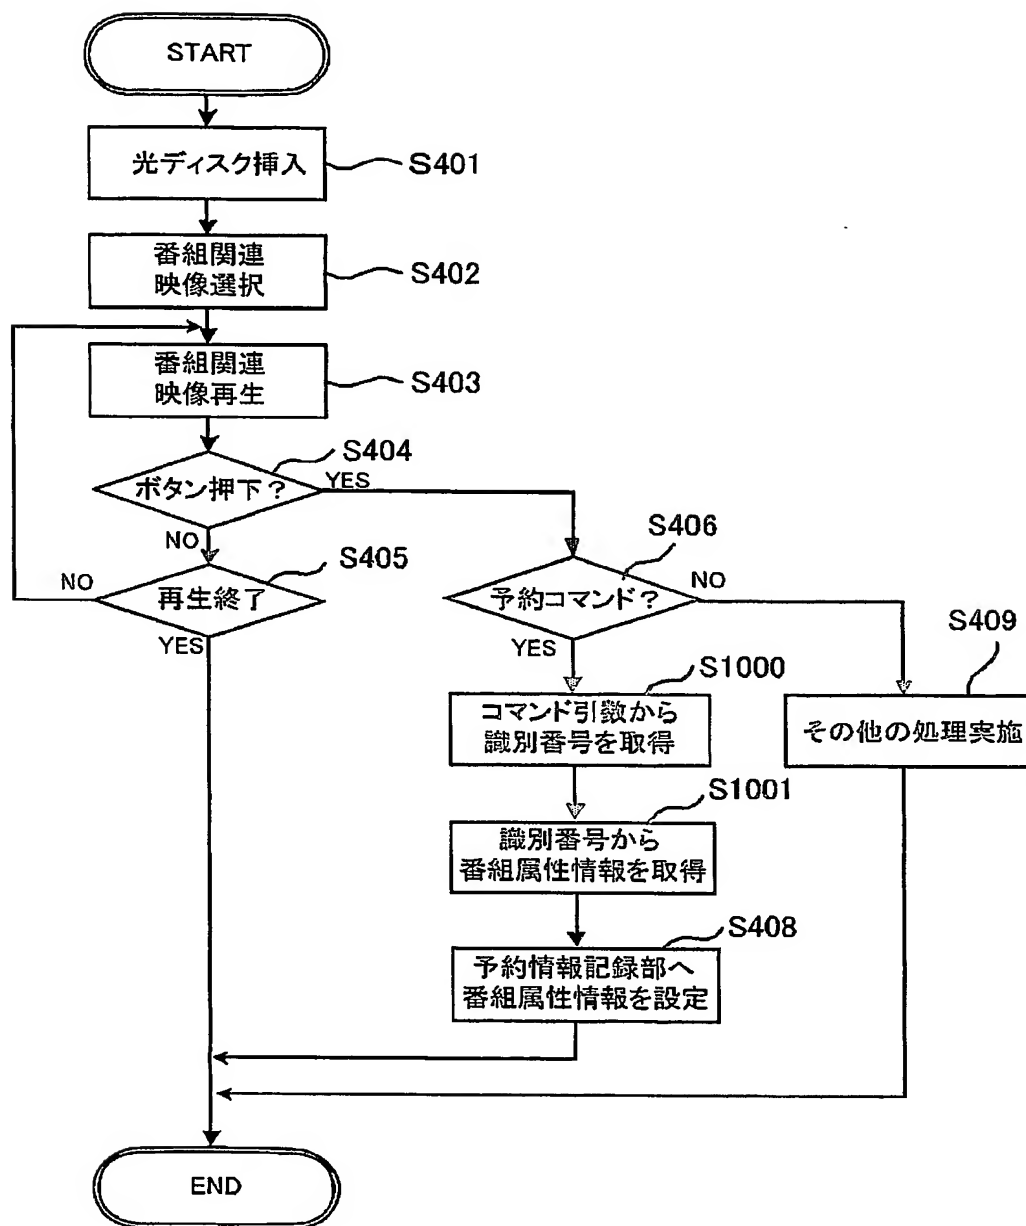 START
光ディスク挿入
S401
番組関連
映像選択
S402
番組関連
映像再生
S403
S404
ボタン押下?
YES
NO
S405
NO
再生終了
YES
S406
予約コマンド?
NO
YES
S409
その他の処理実施
S1000
コマンド引数から
識別番号を取得
S1001
識別番号から
番組属性情報を取得
S408
予約情報記録部へ
番組属性情報を設定
END